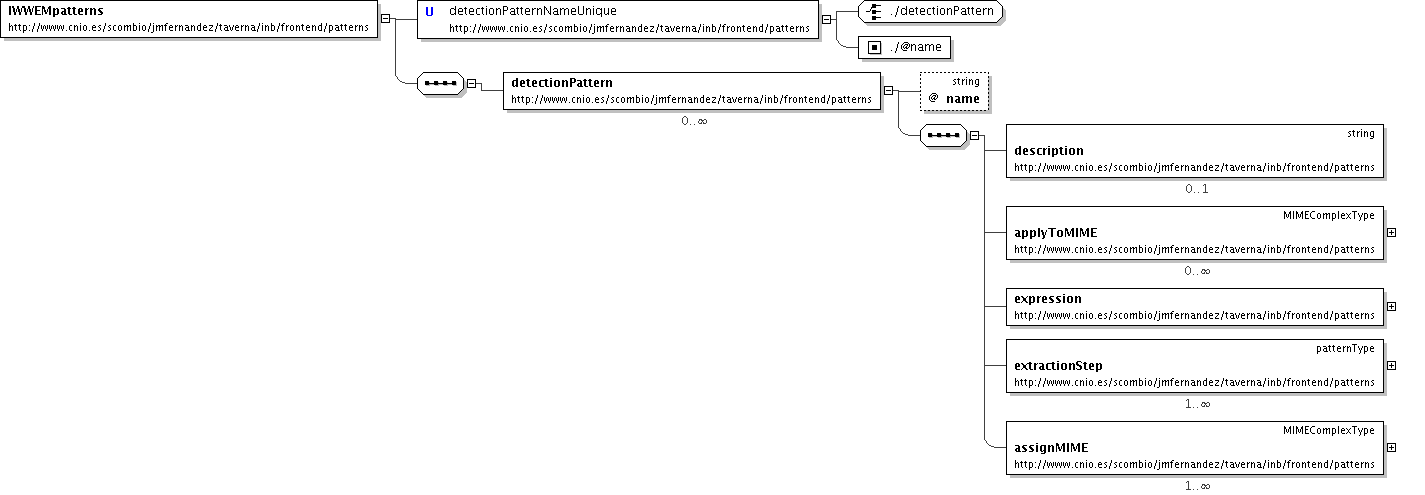 IWWEMpatterns
http://www.cnio.es/scombio/jmfernandez/taverna/inb/frontend/patterns
U detectionPatternNameUnique
http://www.cnio.es/scombio/jmfernandez/taverna/inb/frontend/patterns
./detectionPattern
./@name
detectionPattern
http://www.cnio.es/scombio/jmfernandez/taverna/inb/frontend/patterns
0..∞
string
@ name
string
description
http://www.cnio.es/scombio/jmfernandez/taverna/inb/frontend/patterns
0..1
MIMEComplexType
applyToMIME
http://www.cnio.es/scombio/jmfernandez/taverna/inb/frontend/patterns
0..∞
expression
http://www.cnio.es/scombio/jmfernandez/taverna/inb/frontend/patterns
patternType
extractionStep
http://www.cnio.es/scombio/jmfernandez/taverna/inb/frontend/patterns
1..∞
MIMEComplexType
assignMIME
http://www.cnio.es/scombio/jmfernandez/taverna/inb/frontend/patterns
1..∞